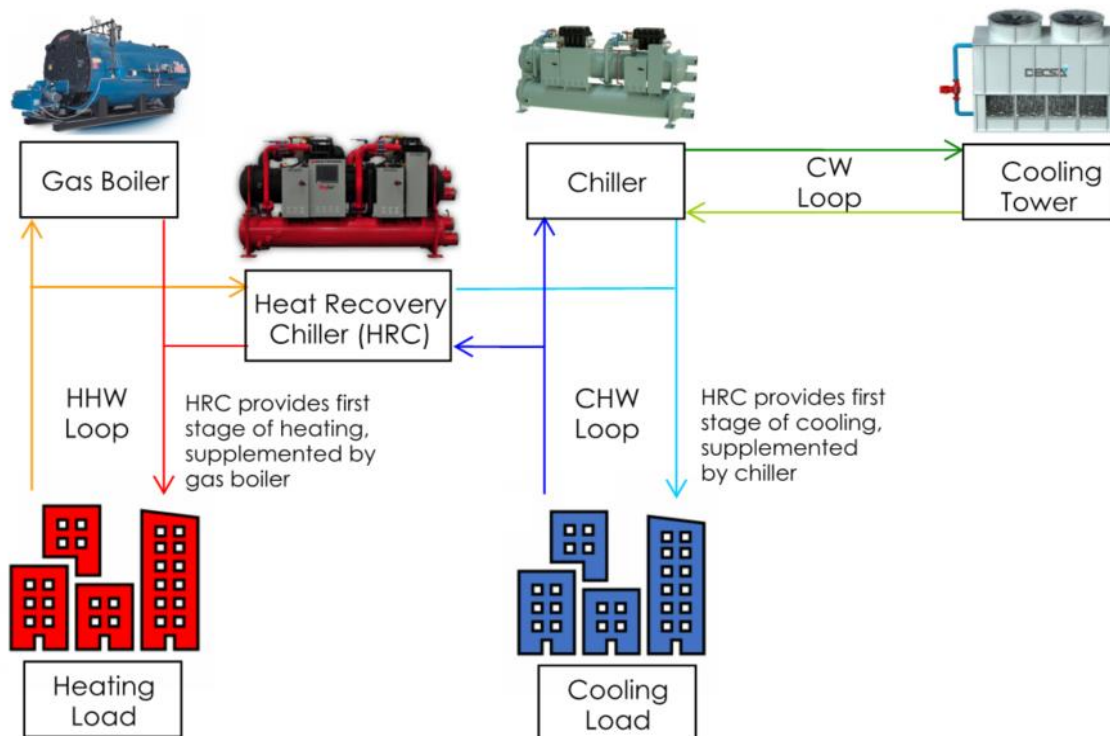 Gas Boiler
Chiller
CW
Loop
Cooling
Tower
Heat Recovery
Chiller (HRC)
HHW
Loop
HRC provides first
stage of heating,
supplemented by
gas boiler
CHW
Loop
HRC provides first
stage of cooling,
supplemented
by chiller
Heating
Load
Cooling
Load